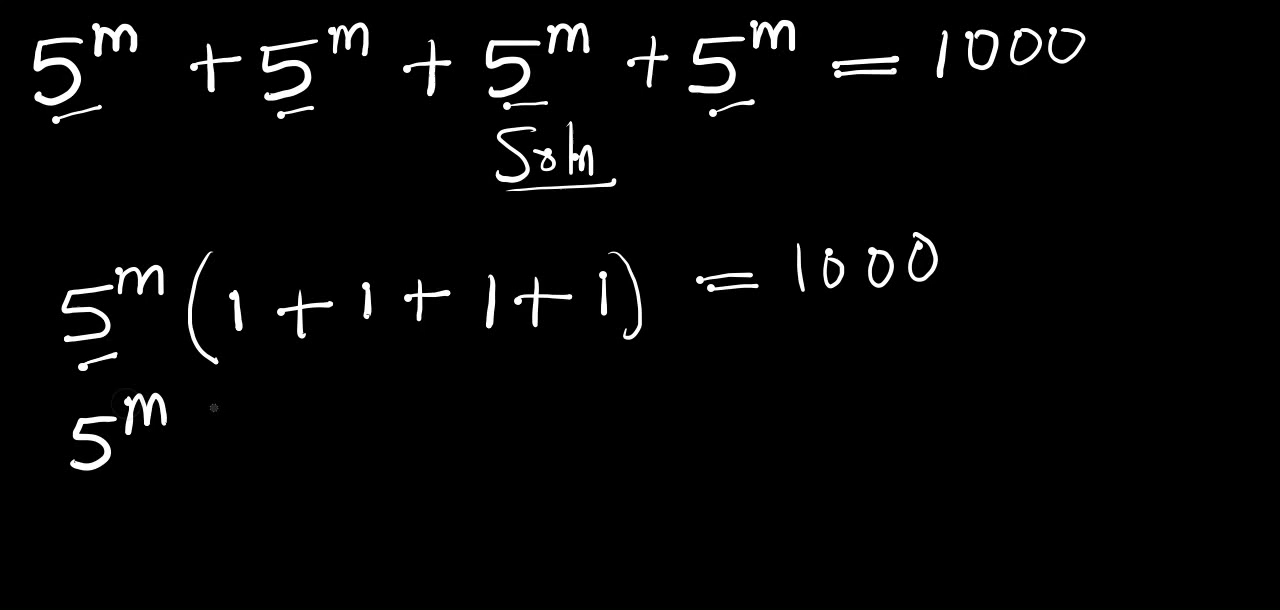 5^m + 5^m + 5^m + 5^m = 1000
Soln
5^m (1 + 1 + 1 + 1) = 1000
5^m